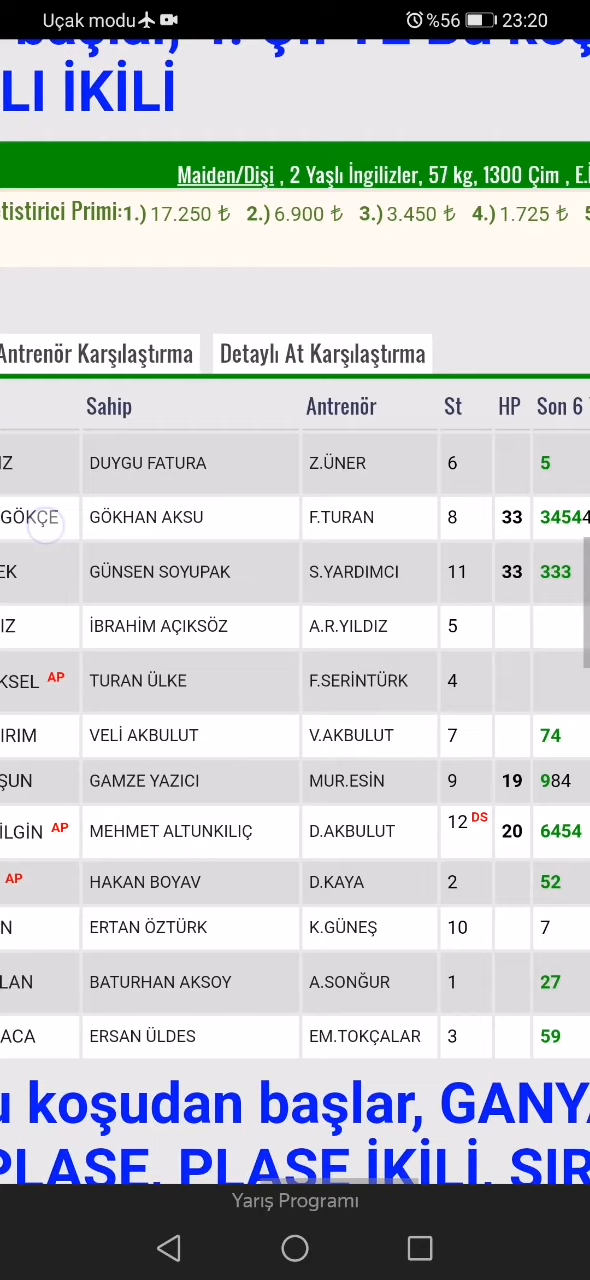 Uçak modu %56 23:20
LI İKİLİ
Maiden/Dişi , 2 Yaşlı İngilizler, 57 kg, 1300 Çim , E.İ
tistirici Primi:1.) 17.250 ₺ 2.) 6.900 ₺ 3.) 3.450 ₺ 4.) 1.725 ₺ 5
Antrenör Karşılaştırma Detaylı At Karşılaştırma
Sahip Antrenör St HP Son 6 Y
IZ DUYGU FATURA Z.ÜNER 6 5
GÖKÇE GÖKHAN AKSU F.TURAN 8 33 34544
EK GÜNSEN SOYUPAK S.YARDIMCI 11 33 333
IZ İBRAHİM AÇIKSÖZ A.R.YILDIZ 5
KSEL AP TURAN ÜLKE F.SERİNTÜRK 4
IRIM VELİ AKBULUT V.AKBULUT 7 74
ŞUN GAMZE YAZICI MUR.ESİN 9 19 984
İLGİN AP MEHMET ALTUNKILIÇ D.AKBULUT 12 DS 20 6454
AP HAKAN BOYAV D.KAYA 2 52
N ERTAN ÖZTÜRK K.GÜNEŞ 10 7
LAN BATURHAN AKSOY A.SONĞUR 1 27
ACA ERSAN ÜLDES EM.TOKÇALAR 3 59
u koşudan başlar, GANYA
PLASE, PLASE İKİLİ, SIR
Yarış Programı